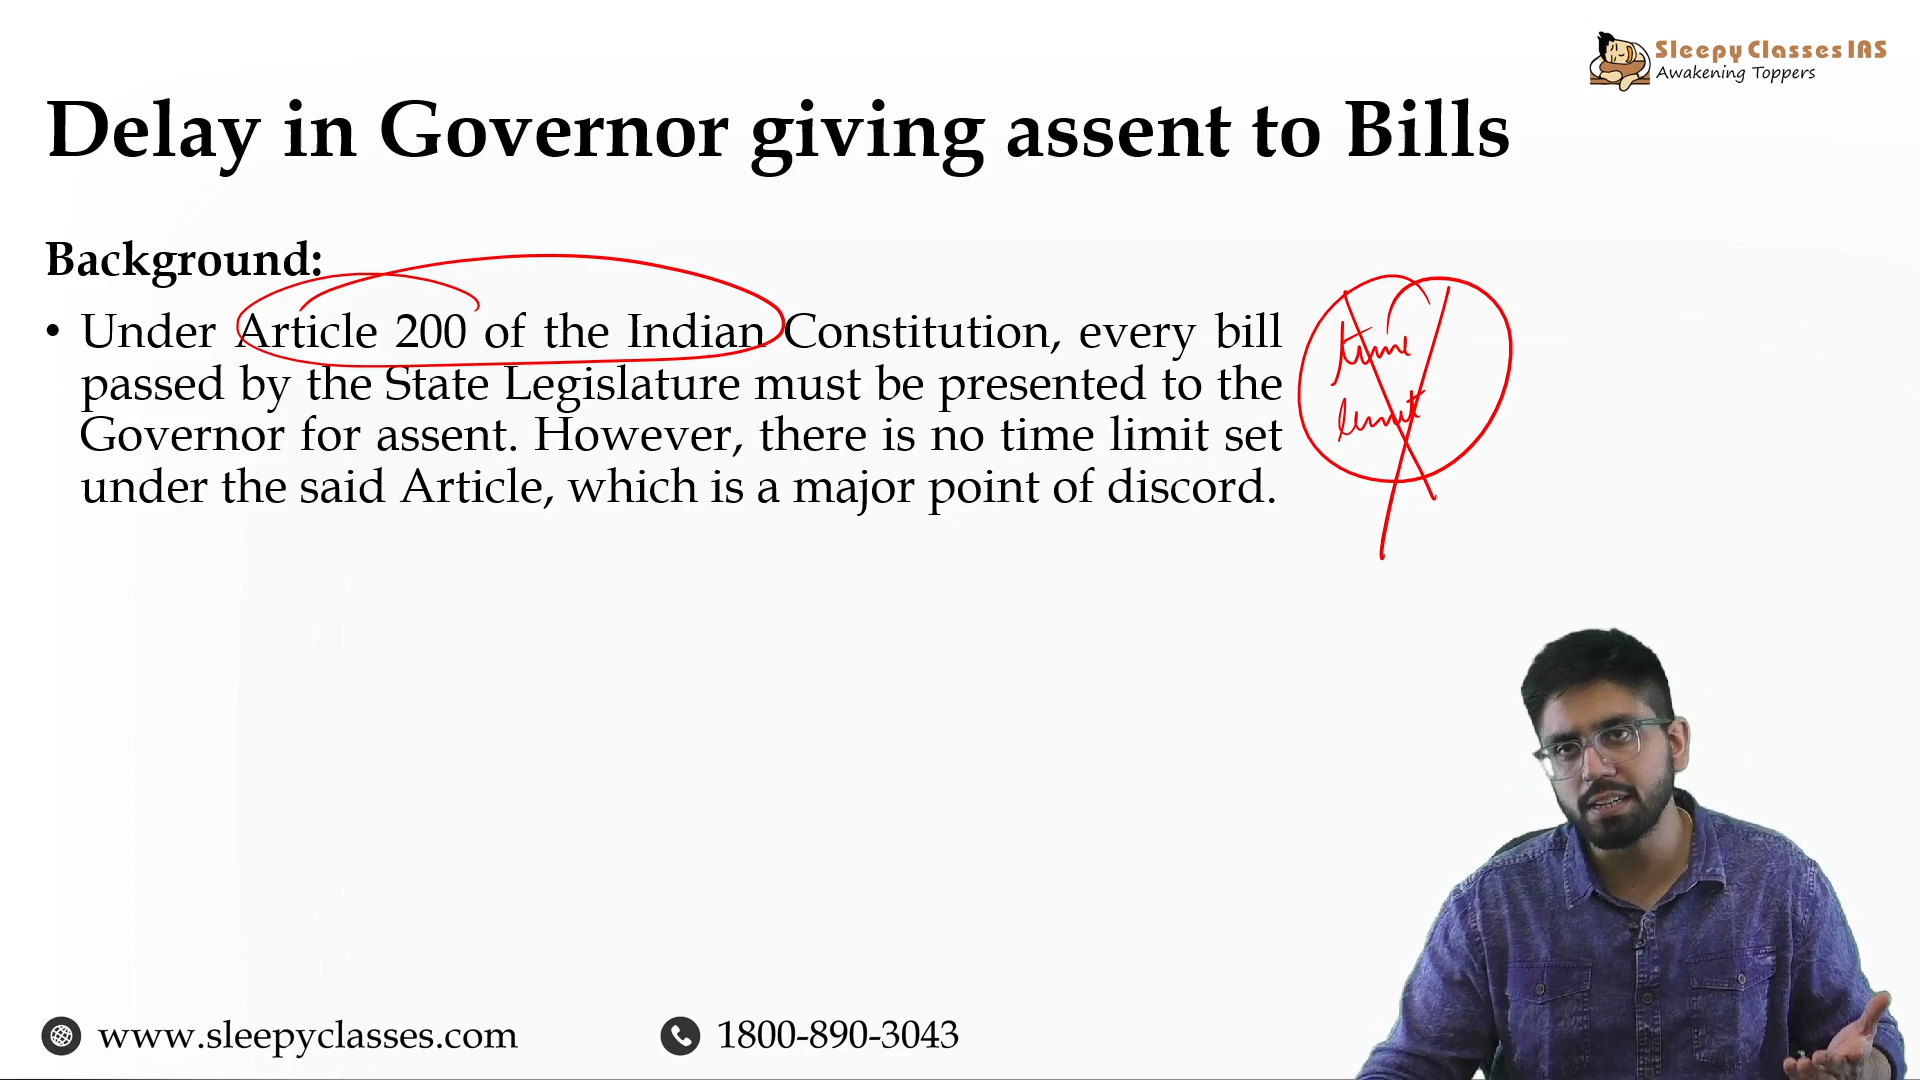 Sleepy Classes IAS
Awakening Toppers
Delay in Governor giving assent to Bills
Background:
• Under Article 200 of the Indian Constitution, every bill
passed by the State Legislature must be presented to the
Governor for assent. However, there is no time limit set
under the said Article, which is a major point of discord.
time
limit
www.sleepyclasses.com
1800-890-3043